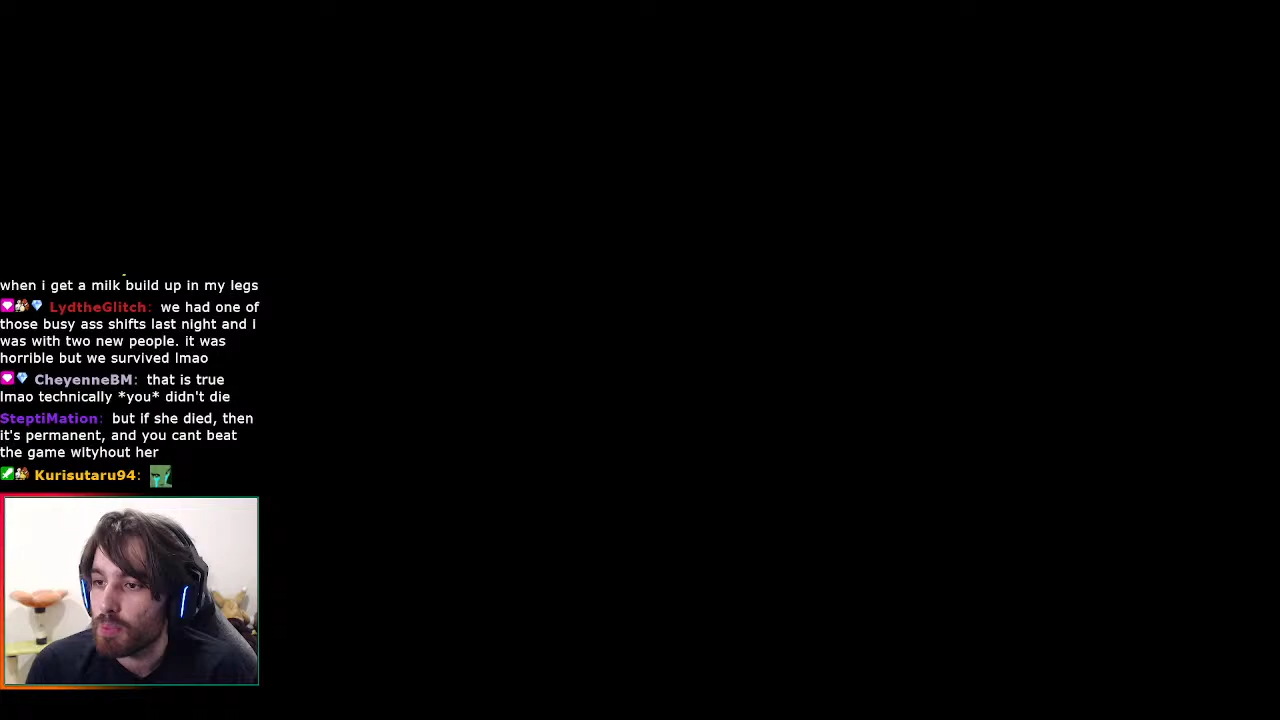 when i get a milk build up in my legs
LydtheGlitch: we had one of
those busy ass shifts last night and I
was with two new people. it was
horrible but we survived lmao
CheyenneBM: that is true
lmao technically *you* didn't die
SteptiMation: but if she died, then
it's permanent, and you cant beat
the game wityhout her
Kurisutaru94: